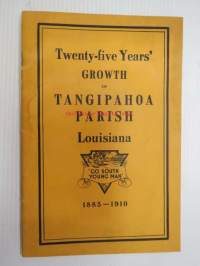 Twenty-five Years'
GROWTH
OF
TANGIPAHOA
PARISH
Louisiana
GO SOUTH
YOUNG MAN
1885—1910